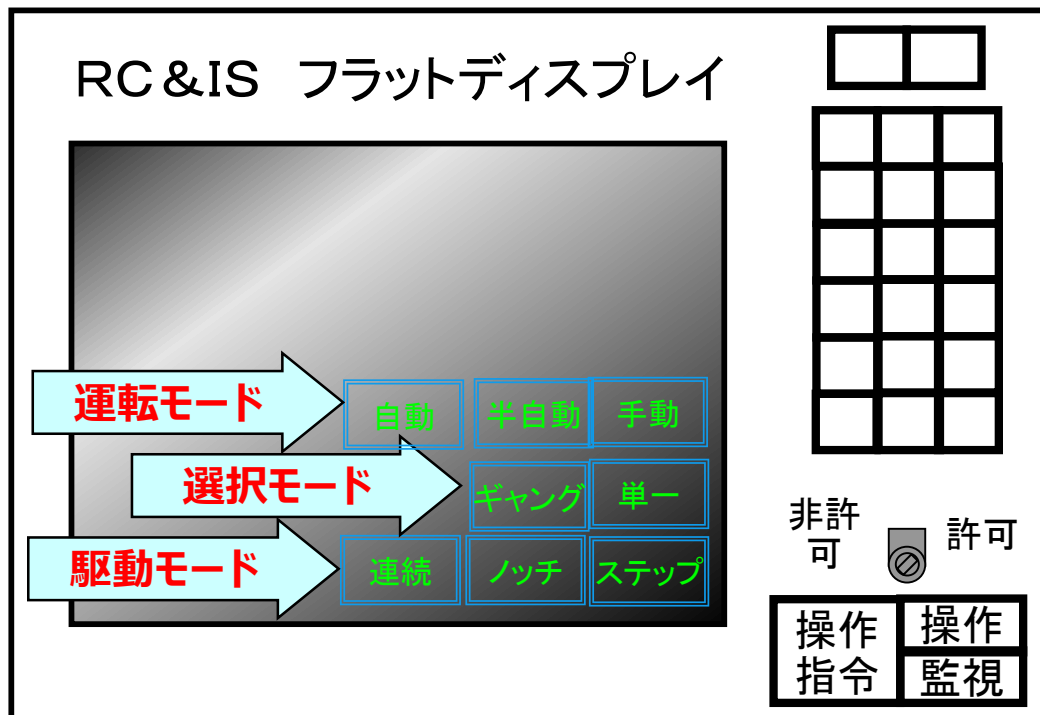 RC&IS フラットディスプレイ
運転モード
自動
半自動
手動
選択モード
ギャング
単一
駆動モード
連続
ノッチ
ステップ
非許
可
許可
操作
指令
操作
監視